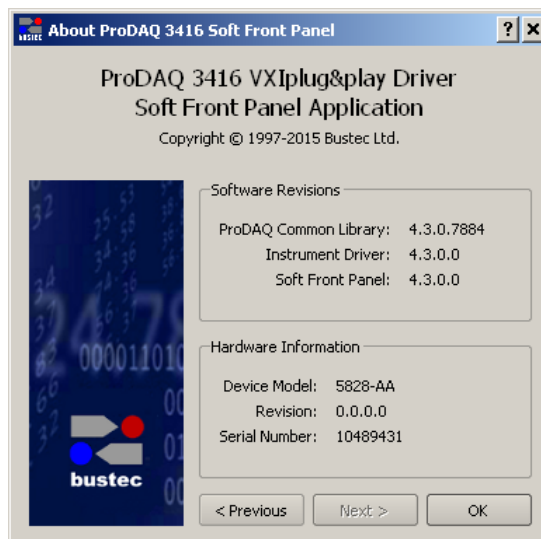 About ProDAQ 3416 Soft Front Panel
ProDAQ 3416 VXIplug&play Driver
Soft Front Panel Application
Copyright © 1997-2015 Bustec Ltd.
Software Revisions
ProDAQ Common Library: 4.3.0.7884
Instrument Driver: 4.3.0.0
Soft Front Panel: 4.3.0.0
Hardware Information
Device Model: 5828-AA
Revision: 0.0.0.0
Serial Number: 10489431
000011010
bustec
< Previous
Next >
OK